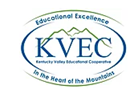 Educational Excellence
KVEC
Kentucky Valley Educational Cooperative
In the Heart of the Mountains